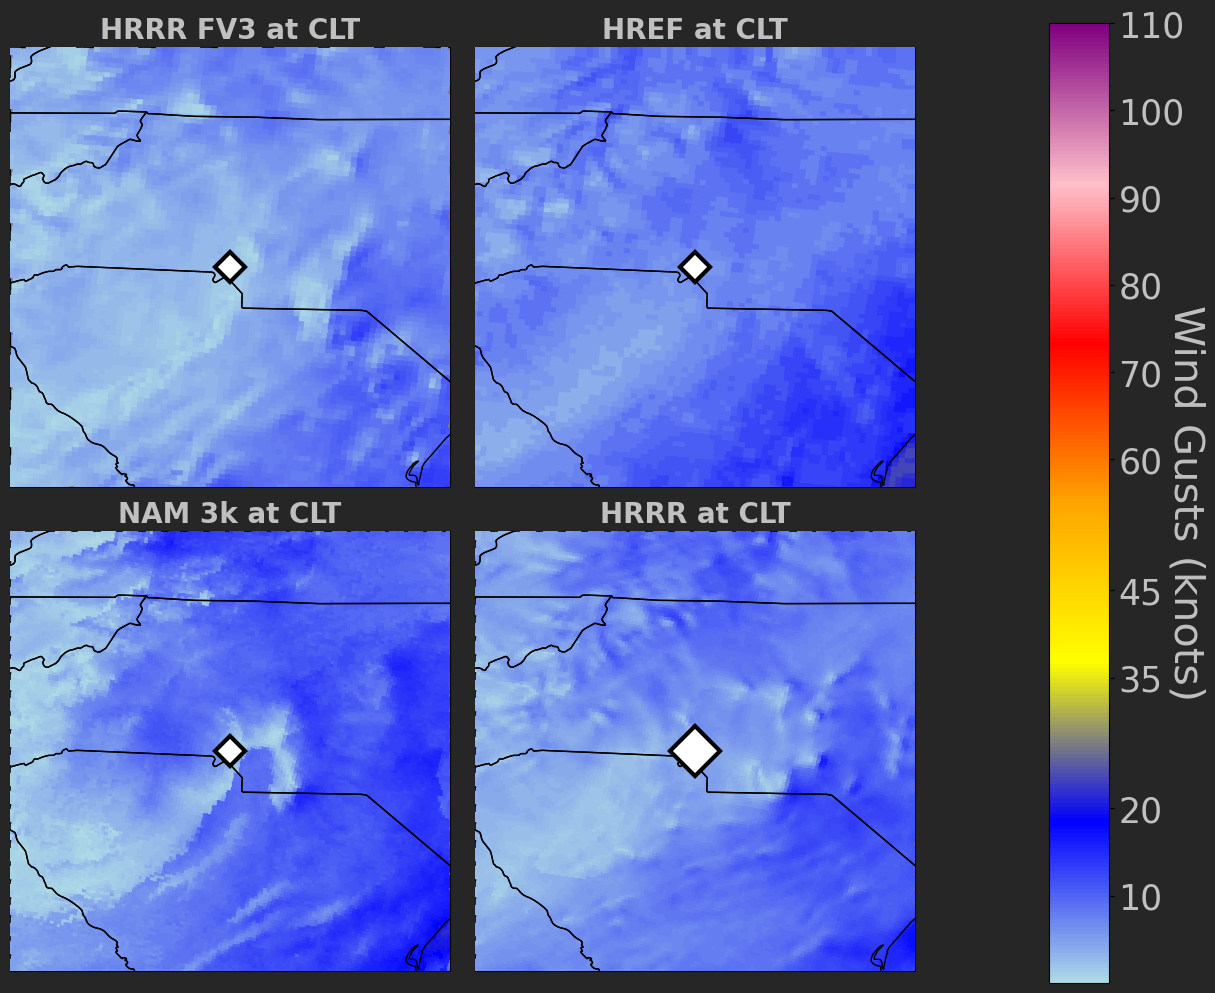 HRRR FV3 at CLT
HREF at CLT
NAM 3k at CLT
HRRR at CLT
110
100
90
80
70
60
45
35
20
10
Wind Gusts (knots)